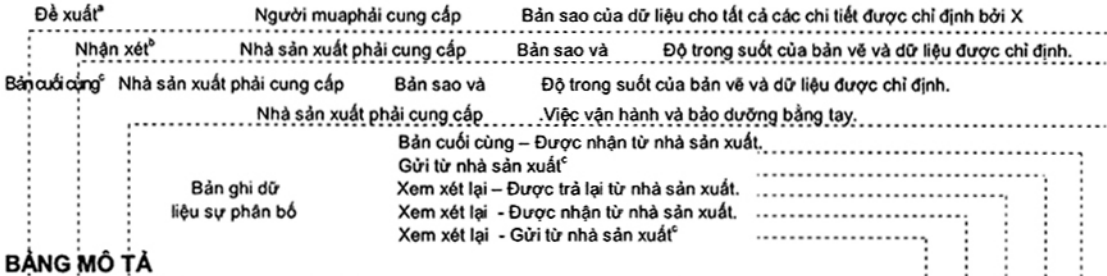 Đề xuấtᵃ Người muaphải cung cấp Bản sao của dữ liệu cho tất cả các chi tiết được chỉ định bởi X
Nhận xétᵇ Nhà sản xuất phải cung cấp Bản sao và Độ trong suốt của bản vẽ và dữ liệu được chỉ định.
Bản cuối cùngᶜ Nhà sản xuất phải cung cấp Bản sao và Độ trong suốt của bản vẽ và dữ liệu được chỉ định.
Nhà sản xuất phải cung cấp .Việc vận hành và bảo dưỡng bằng tay.
Bản cuối cùng – Được nhận từ nhà sản xuất.
Gửi từ nhà sản xuấtᶜ
Bản ghi dữ Xem xét lại – Được trả lại từ nhà sản xuất.
liệu sự phân bố Xem xét lại - Được nhận từ nhà sản xuất.
Xem xét lại - Gửi từ nhà sản xuấtᶜ
BẢNG MÔ TẢ